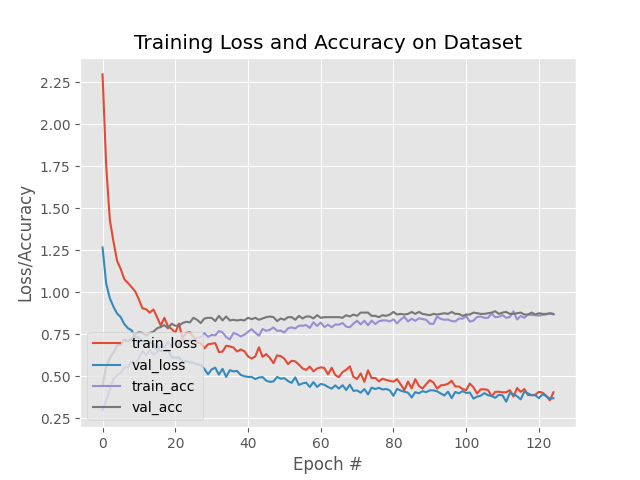 Training Loss and Accuracy on Dataset
Loss/Accuracy
2.25
2.00
1.75
1.50
1.25
1.00
0.75
0.50
0.25
train_loss
val_loss
train_acc
val_acc
0 20 40 60 80 100 120
Epoch #